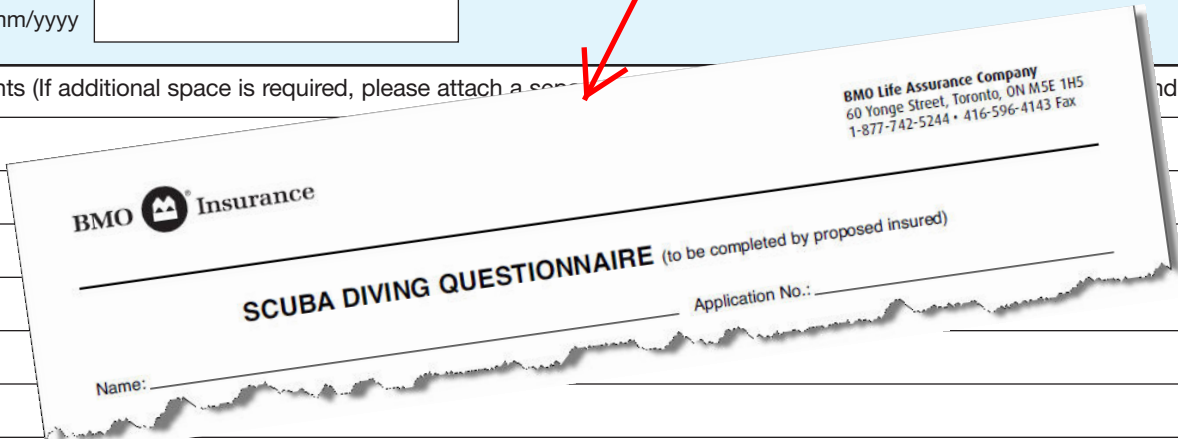 mm/yyyy
nts (If additional space is required, please attach a
BMO Life Assurance Company
60 Yonge Street, Toronto, ON M5E 1H5
1-877-742-5244 • 416-596-4143 Fax
BMO ® Insurance
SCUBA DIVING QUESTIONNAIRE (to be completed by proposed insured)
Name: Application No.: